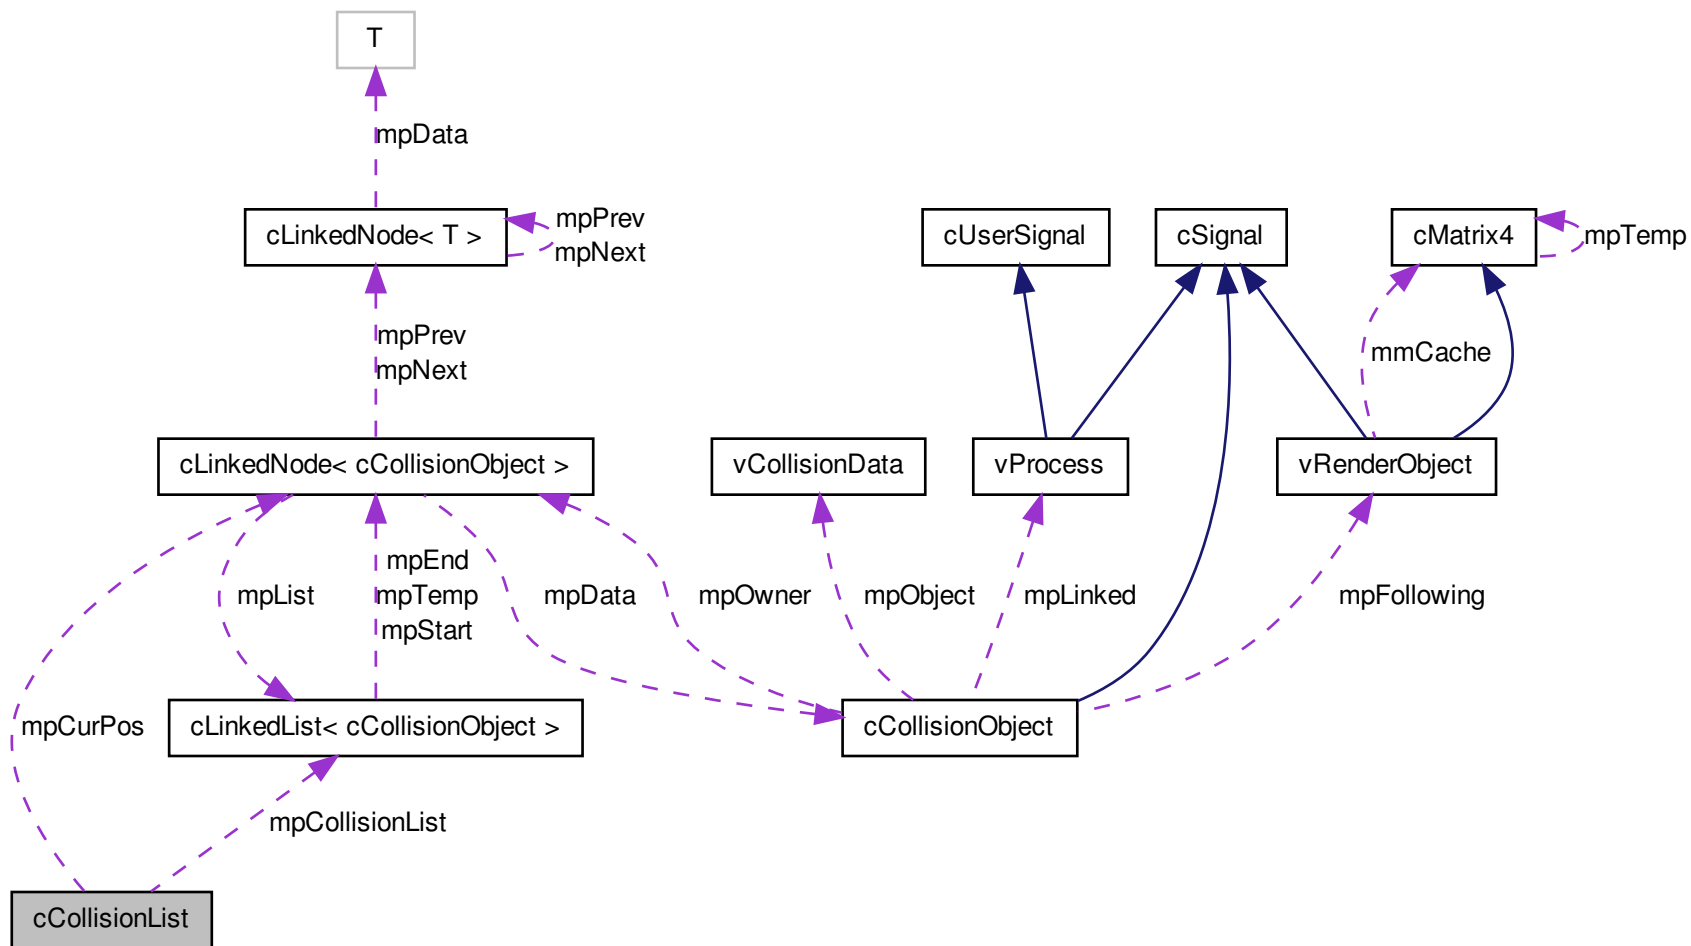 T
mpData
mpPrev
cLinkedNode< T >
mpNext
cUserSignal
cSignal
cMatrix4
mpTemp
mpPrev
mpNext
mmCache
cLinkedNode< cCollisionObject >
vCollisionData
vProcess
vRenderObject
mpEnd
mpList
mpTemp
mpStart
mpData
mpOwner
mpObject
mpLinked
mpFollowing
mpCurPos
cLinkedList< cCollisionObject >
cCollisionObject
mpCollisionList
cCollisionList